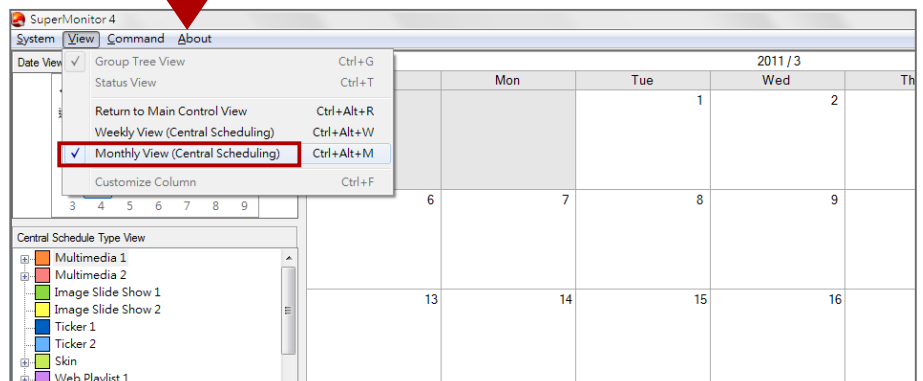 SuperMonitor 4
System View Command About
Date View
2011 / 3
Mon Tue Wed Th
✓ Group Tree View Ctrl+G
Status View Ctrl+T
Return to Main Control View Ctrl+Alt+R
Weekly View (Central Scheduling) Ctrl+Alt+W
✓ Monthly View (Central Scheduling) Ctrl+Alt+M
Customize Column Ctrl+F
1 2
3 4 5 6 7 8 9
6 7 8 9
Central Schedule Type View
Multimedia 1
Multimedia 2
Image Slide Show 1
Image Slide Show 2
Ticker 1
Ticker 2
Skin
Web Playlist 1
13 14 15 16